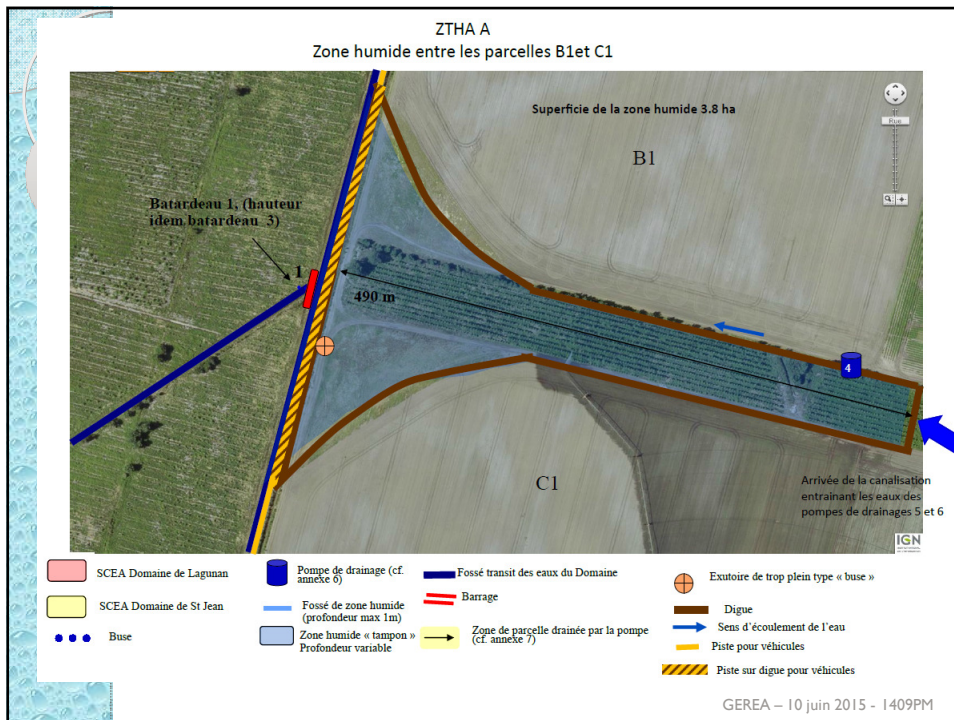 ZTHA A
Zone humide entre les parcelles B1et C1
Superficie de la zone humide 3.8 ha
Rue
B1
Batardeau 1, (hauteur
idem batardeau 3)
1
490 m
4
C1
Arrivée de la canalisation
entrainant les eaux des
pompes de drainages 5 et 6
IGN
SCEA Domaine de Lagunan
Pompe de drainage (cf.
annexe 6)
Fossé transit des eaux du Domaine
Exutoire de trop plein type « buse »
Barrage
SCEA Domaine de St Jean
Fossé de zone humide
(profondeur max 1m)
Digue
Sens d'écoulement de l'eau
Buse
Zone humide « tampon »
Profondeur variable
Zone de parcelle drainée par la pompe
(cf. annexe 7)
Piste pour véhicules
Piste sur digue pour véhicules
GEREA – 10 juin 2015 - 1409PM